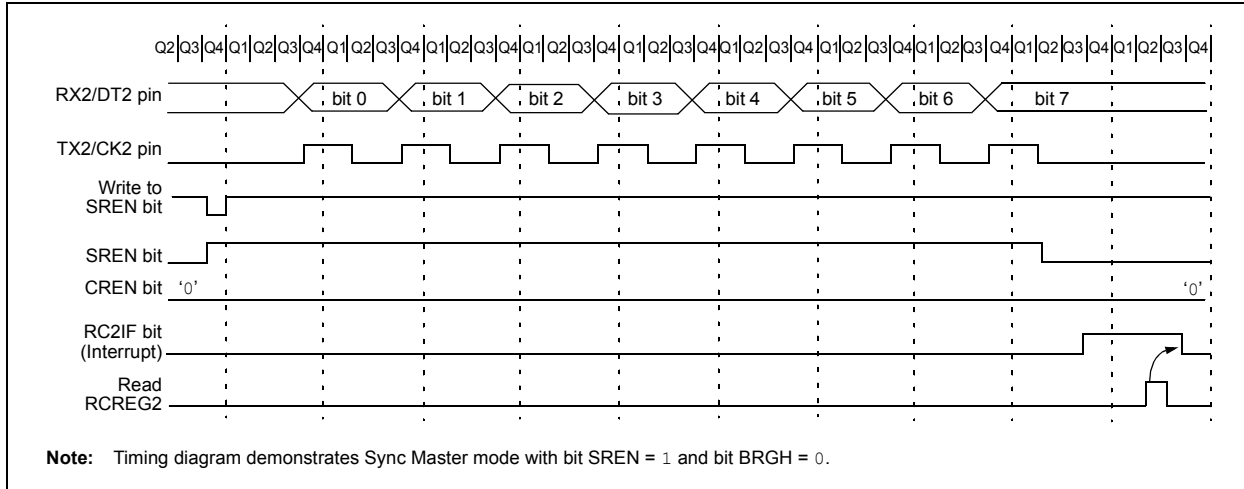 Q2|Q3|Q4|Q1|Q2|Q3|Q4|Q1|Q2|Q3|Q4|Q1|Q2|Q3|Q4|Q1|Q2|Q3|Q4|Q1|Q2|Q3|Q4|Q1|Q2|Q3|Q4|Q1|Q2|Q3|Q4|Q1|Q2|Q3|Q4|Q1|Q2|Q3|Q4|Q1|Q2|Q3|Q4|
RX2/DT2 pin bit 0 bit 1 bit 2 bit 3 bit 4 bit 5 bit 6 bit 7
TX2/CK2 pin
Write to
SREN bit
SREN bit
CREN bit ‘0’ ‘0’
RC2IF bit
(Interrupt)
Read
RCREG2
Note: Timing diagram demonstrates Sync Master mode with bit SREN = 1 and bit BRGH = 0.